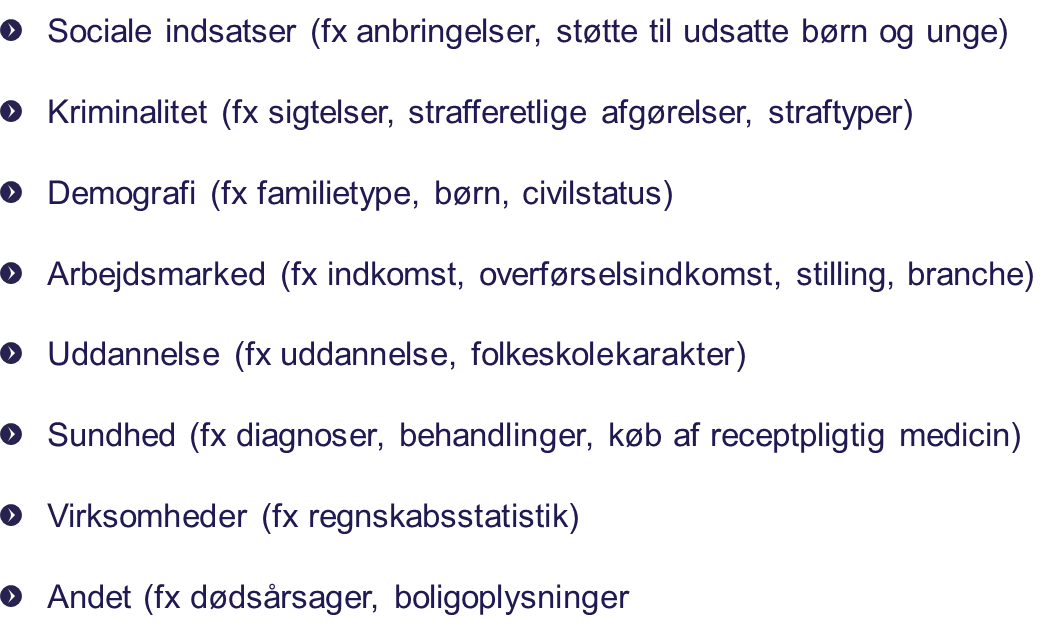 Sociale indsatser (fx anbringelser, støtte til udsatte børn og unge)
Kriminalitet (fx sigtelser, strafferetlige afgørelser, straftyper)
Demografi (fx familietype, børn, civilstatus)
Arbejdsmarked (fx indkomst, overførselsindkomst, stilling, branche)
Uddannelse (fx uddannelse, folkeskolekarakter)
Sundhed (fx diagnoser, behandlinger, køb af receptpligtig medicin)
Virksomheder (fx regnskabsstatistik)
Andet (fx dødsårsager, boligoplysninger